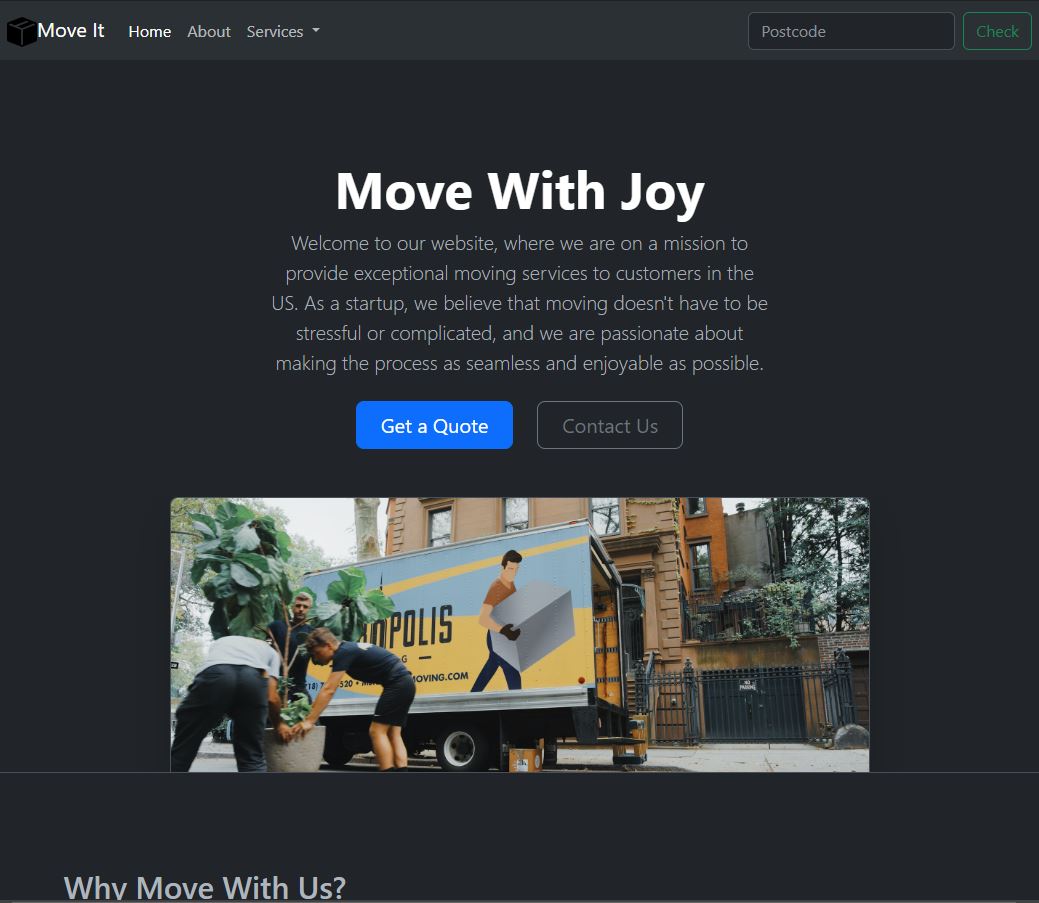 Move It
Home
About
Services
Postcode
Check
Move With Joy
Welcome to our website, where we are on a mission to
provide exceptional moving services to customers in the
US. As a startup, we believe that moving doesn't have to be
stressful or complicated, and we are passionate about
making the process as seamless and enjoyable as possible.
Get a Quote
Contact Us
MOVING.COM
NO
PARKING
Why Move With Us?